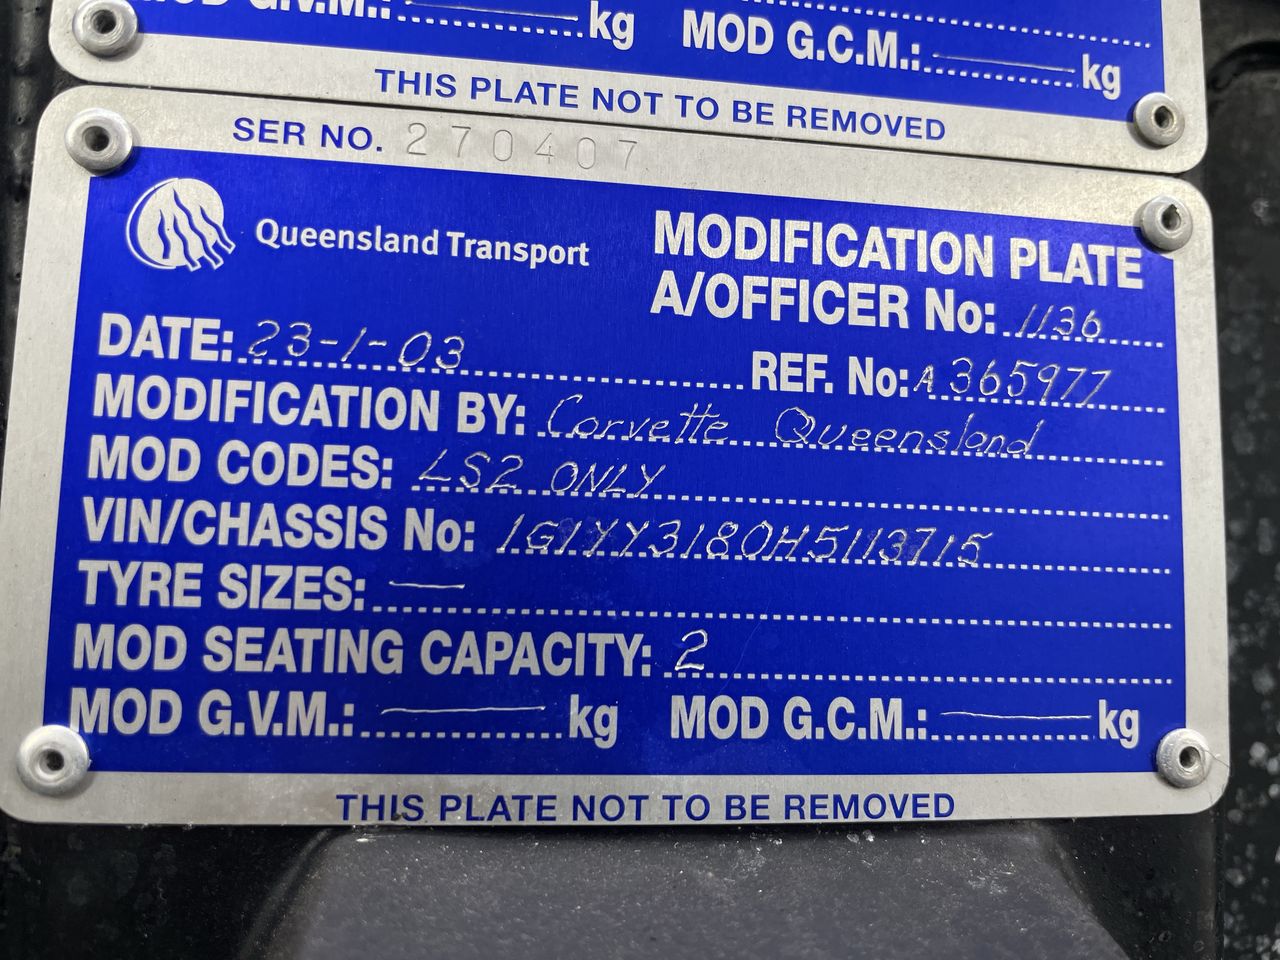 MOD G.V.M.: kg MOD G.C.M.: kg
THIS PLATE NOT TO BE REMOVED
SER NO. 270407
Queensland Transport
MODIFICATION PLATE
A/OFFICER No: 1136
DATE: 23-1-03
REF. No: A 365977
MODIFICATION BY: Corvette Queensland
MOD CODES: LS2 ONLY
VIN/CHASSIS No: 1G1YY3180H5113715
TYRE SIZES: —
MOD SEATING CAPACITY: 2
MOD G.V.M.: — kg MOD G.C.M.: — kg
THIS PLATE NOT TO BE REMOVED